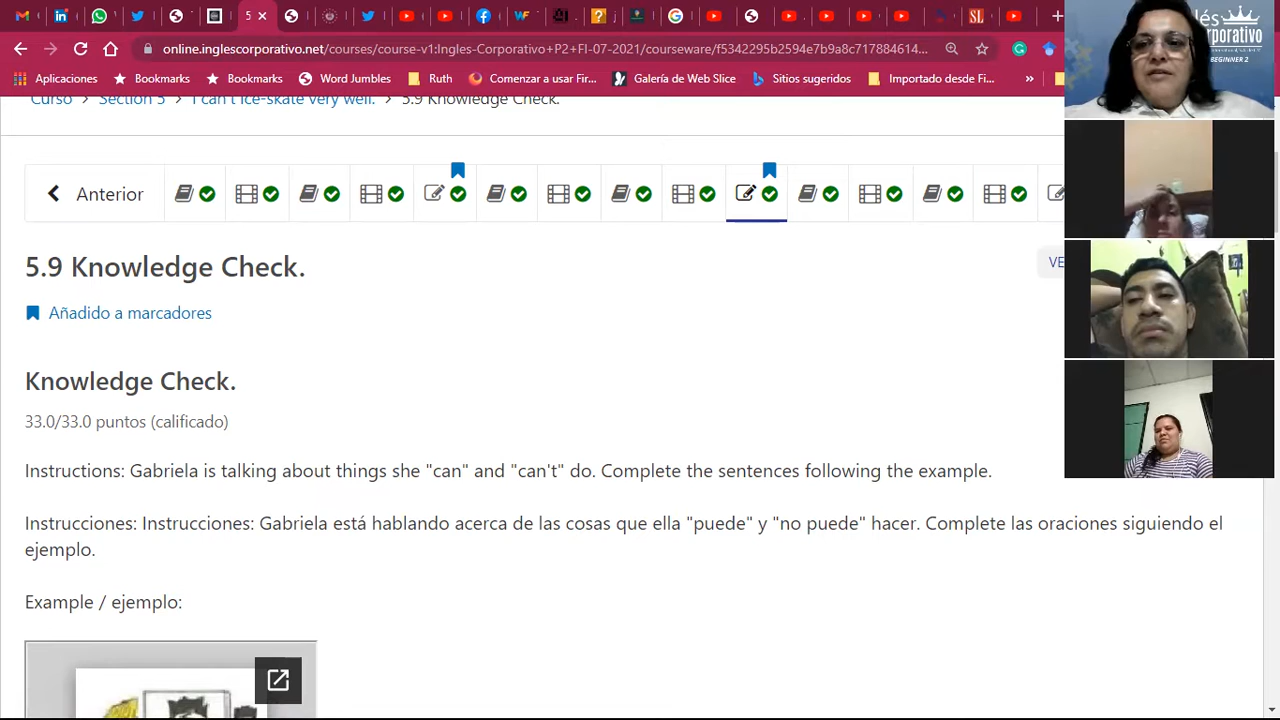 5
online.inglescorporativo.net/courses/course-v1:Ingles-Corporativo+P2+FI-07-2021/courseware/f5342295b2594e7b9a8c717884614...
Aplicaciones
Bookmarks
Bookmarks
Word Jumbles
Ruth
Comenzar a usar Fir...
Galería de Web Slice
Sitios sugeridos
Importado desde Fi...
»
Curso > Section 5 > I can't ice-skate very well. > 5.9 Knowledge Check.
Anterior
5.9 Knowledge Check.
VE
Añadido a marcadores
Knowledge Check.
33.0/33.0 puntos (calificado)
Instructions: Gabriela is talking about things she "can" and "can't" do. Complete the sentences following the example.
Instrucciones: Instrucciones: Gabriela está hablando acerca de las cosas que ella "puede" y "no puede" hacer. Complete las oraciones siguiendo el
ejemplo.
Example / ejemplo:
BEGINNER 2